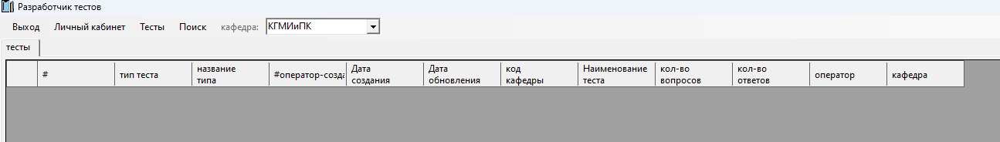 Разработчик тестов
Выход Личный кабинет Тесты Поиск кафедра: КГМИиПК
тесты
# тип теста название типа #оператор-созда Дата создания Дата обновления код кафедры Наименование теста кол-во вопросов кол-во ответов оператор кафедра